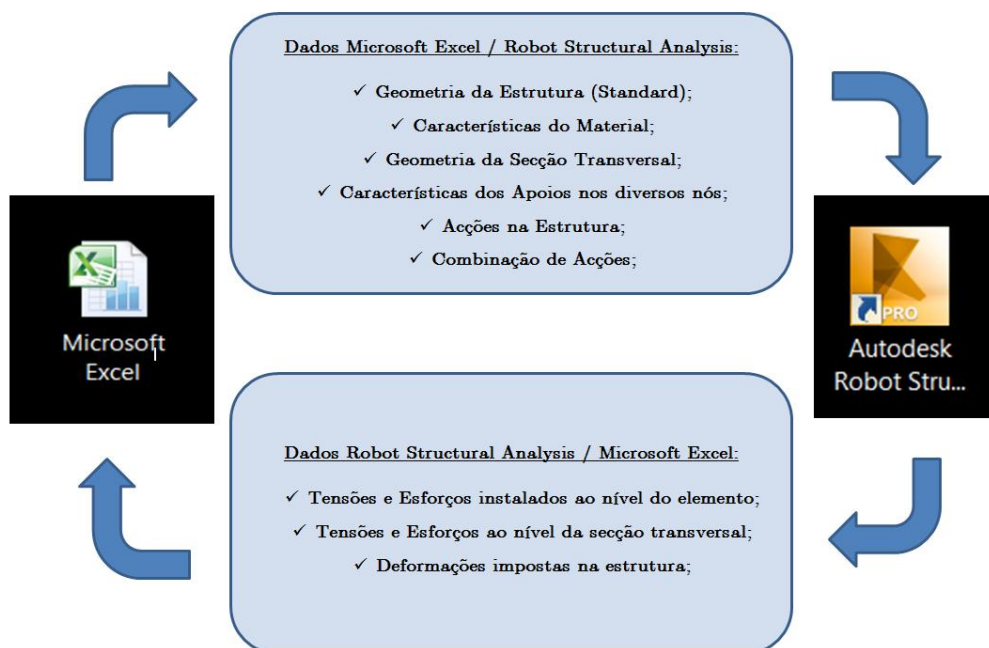 Dados Microsoft Excel / Robot Structural Analysis:
✓ Geometria da Estrutura (Standard);
✓ Características do Material;
✓ Geometria da Secção Transversal;
✓ Características dos Apoios nos diversos nós;
✓ Acções na Estrutura;
✓ Combinação de Acções;
Microsoft
Excel
PRO
Autodesk
Robot Stru...
Dados Robot Structural Analysis / Microsoft Excel:
✓ Tensões e Esforços instalados ao nível do elemento;
✓ Tensões e Esforços ao nível da secção transversal;
✓ Deformações impostas na estrutura;